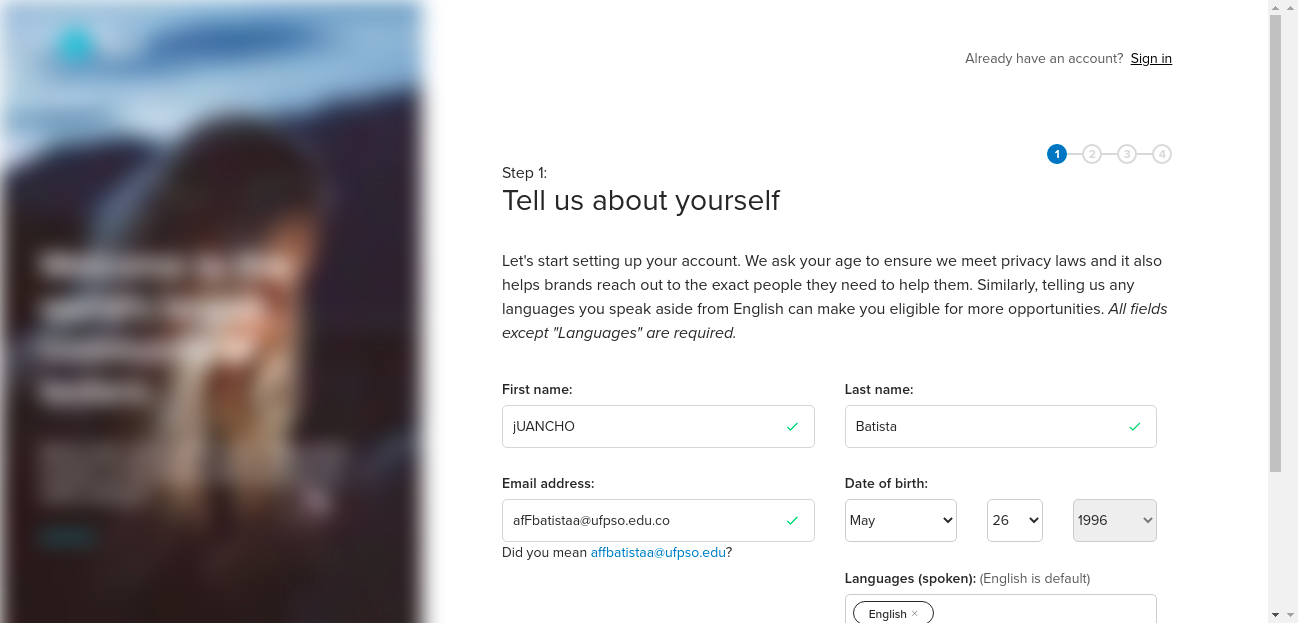 Already have an account? Sign in
1 2 3 4
Step 1:
Tell us about yourself
Let's start setting up your account. We ask your age to ensure we meet privacy laws and it also
helps brands reach out to the exact people they need to help them. Similarly, telling us any
languages you speak aside from English can make you eligible for more opportunities. All fields
except "Languages" are required.
First name: Last name:
jUANCHO Batista
Email address: Date of birth:
afFbatistaa@ufpso.edu.co May 26 1996
Did you mean affbatistaa@ufpso.edu?
Languages (spoken): (English is default)
English ×